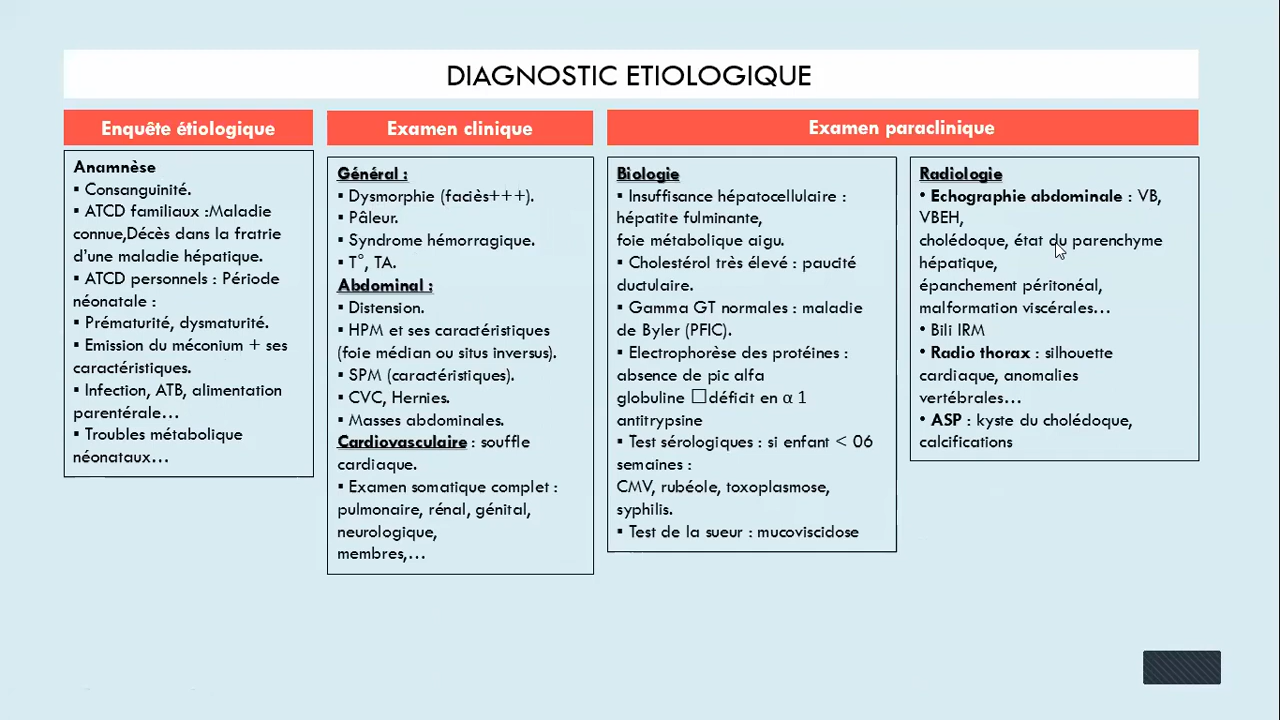 DIAGNOSTIC ETIOLOGIQUE
Enquête étiologique
Anamnèse
▪ Consanguinité.
▪ ATCD familiaux :Maladie
connue,Décès dans la fratrie
d'une maladie hépatique.
▪ ATCD personnels : Période
néonatale :
▪ Prématurité, dysmaturité.
▪ Emission du méconium + ses
caractéristiques.
▪ Infection, ATB, alimentation
parentérale…
▪ Troubles métabolique
néonataux…
Examen clinique
Général :
▪ Dysmorphie (faciès+++).
▪ Pâleur.
▪ Syndrome hémorragique.
▪ T°, TA.
Abdominal :
▪ Distension.
▪ HPM et ses caractéristiques
(foie médian ou situs inversus).
▪ SPM (caractéristiques).
▪ CVC, Hernies.
▪ Masses abdominales.
Cardiovasculaire : souffle
cardiaque.
▪ Examen somatique complet :
pulmonaire, rénal, génital,
neurologique,
membres,…
Examen paraclinique
Biologie
▪ Insuffisance hépatocellulaire :
hépatite fulminante,
foie métabolique aigu.
▪ Cholestérol très élevé : paucité
ductulaire.
▪ Gamma GT normales : maladie
de Byler (PFIC).
▪ Electrophorèse des protéines :
absence de pic alfa
globuline □déficit en α 1
antitrypsine
▪ Test sérologiques : si enfant < 06
semaines :
CMV, rubéole, toxoplasmose,
syphilis.
▪ Test de la sueur : mucoviscidose
Radiologie
• Echographie abdominale : VB,
VBEH,
cholédoque, état du parenchyme
hépatique,
épanchement péritonéal,
malformation viscérales…
• Bili IRM
• Radio thorax : silhouette
cardiaque, anomalies
vertébrales…
• ASP : kyste du cholédoque,
calcifications